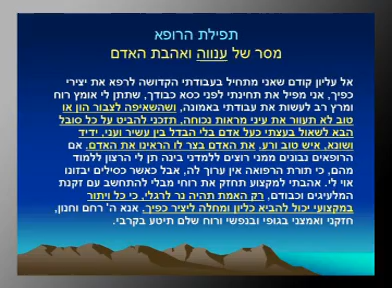 תפילת הרופא
מסר של ענווה ואהבת האדם
אל עליון קודם שאני מתחיל בעבודתי הקדושה לרפא את יצירי
כפיך, אני מפיל את תחינתי לפני כסא כבודך, שתתן לי אומץ רוח
ומרץ רב לעשות את עבודתי באמונה, ושהשאיפה לצבור הון או
טוב לא תעוור את עיני מראות נכוחה. תזכני להביט על כל סובל
הבא לשאול בעצתי כעל אדם בלי הבדל בין עשיר ועני, ידיד
ושונא, איש טוב ורע, את האדם בצר לו הראינו את האדם. אם
הרופאים נבונים ממני רוצים ללמדני בינה תן לי הרצון ללמוד
מהם, כי תורת הרפואה אין ערוך לה, אבל כאשר כסילים יבזוני
אוי לי. אהבתי למקצוע תחזק את רוחי מבלי להתחשב עם זקנת
המלעיגים וכבודם, רק האמת תהיה נר לרגלי, כי כל ויתור
במקצועי יכול להביא כליון ומחלה ליציר כפיך, אנא ה' רחם וחנון,
חזקני ואמצני בגופי ובנפשי ורוח שלם תיטע בקרבי.